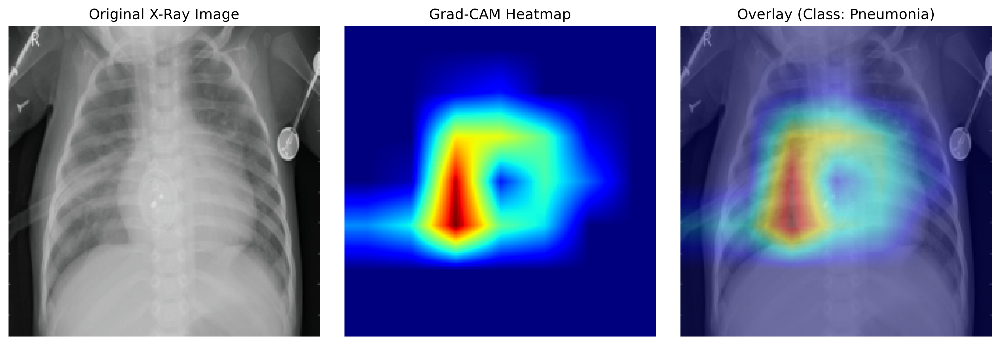 Original X-Ray Image
Grad-CAM Heatmap
Overlay (Class: Pneumonia)
R
R